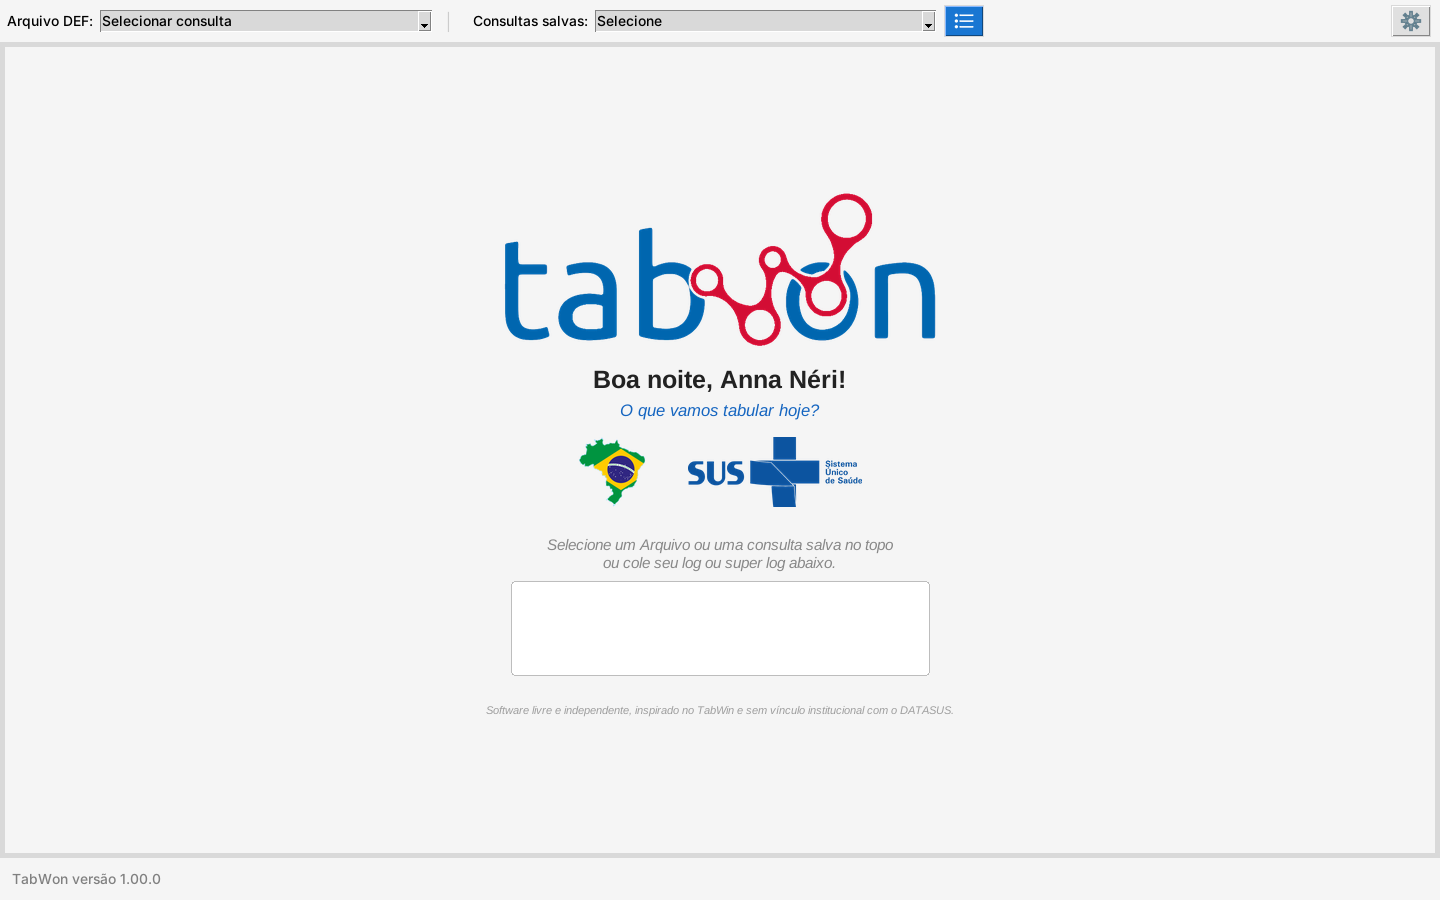 Arquivo DEF: Selecionar consulta Consultas salvas: Selecione
tabwon
Boa noite, Anna Néri!
O que vamos tabular hoje?
SUS Sistema
Único
de Saúde
Selecione um Arquivo ou uma consulta salva no topo
ou cole seu log ou super log abaixo.
Software livre e independente, inspirado no TabWin e sem vínculo institucional com o DATASUS.
TabWon versão 1.00.0